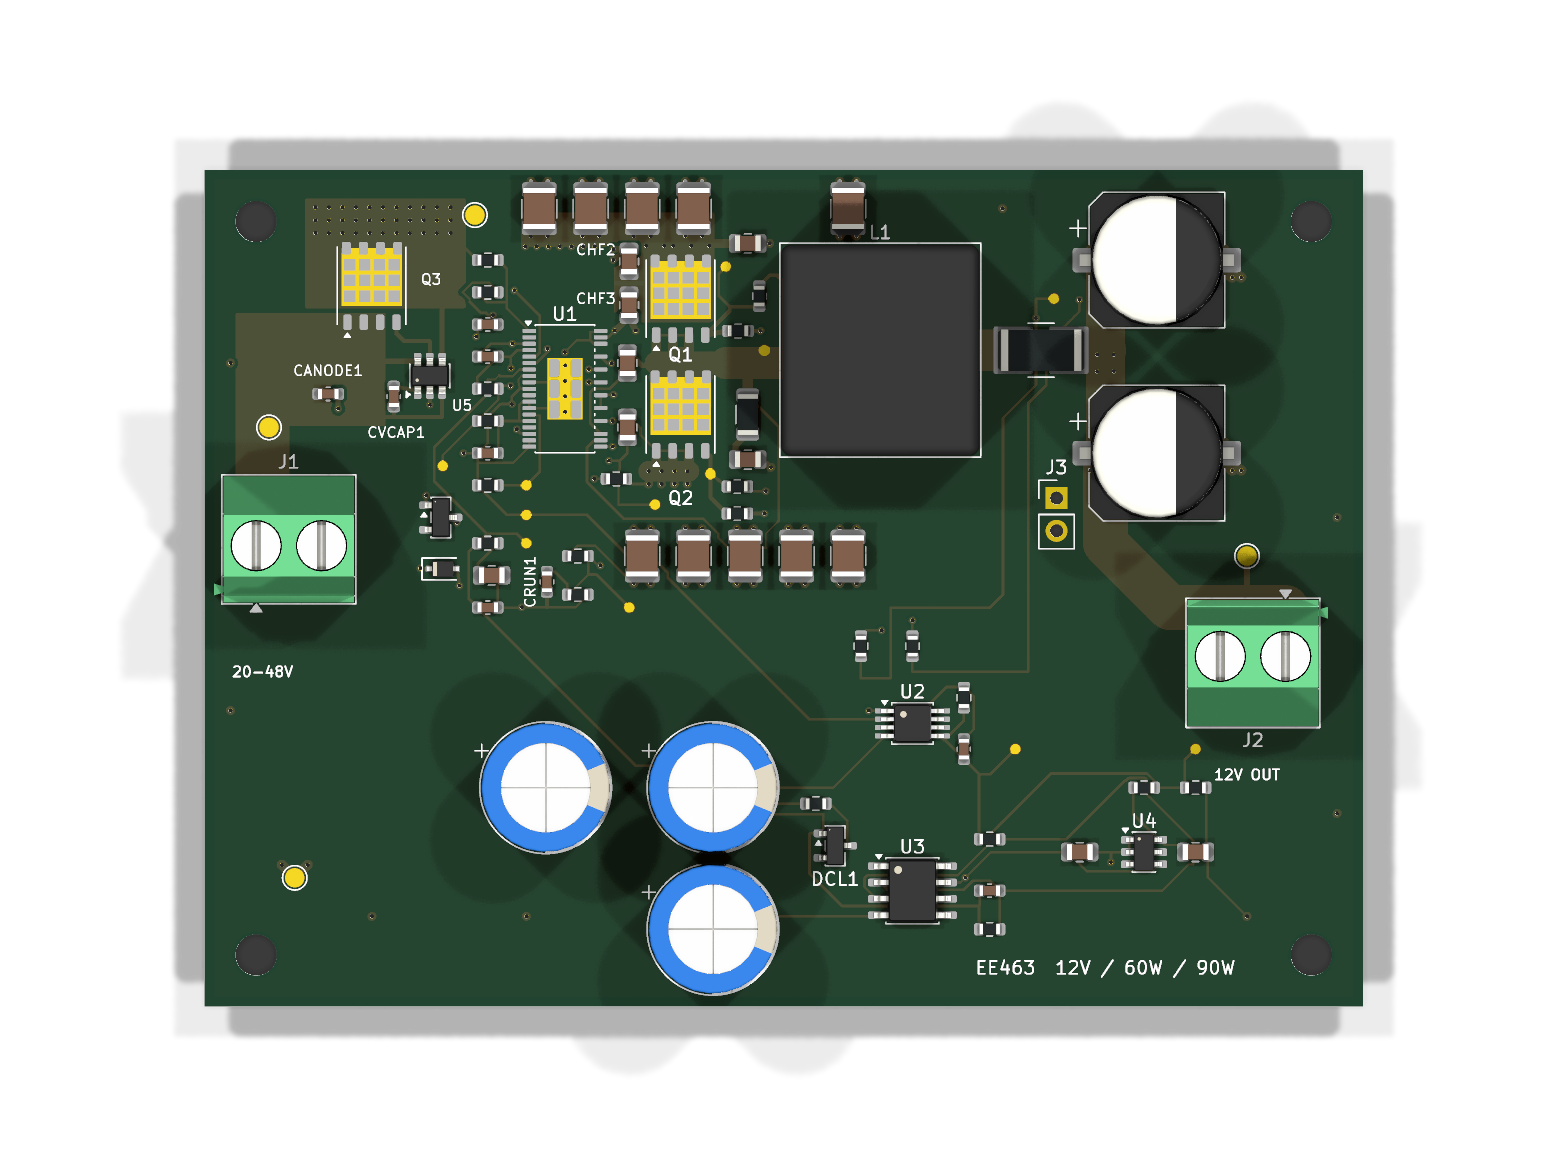 L1
CHF2
Q3
CHF3
U1
Q1
CANODE1
U5
CVCAP1
J1
J3
Q2
CRUN1
20-48V
U2
J2
12V OUT
U4
U3
DCL1
EE463 12V / 60W / 90W
+
+
+
+
+